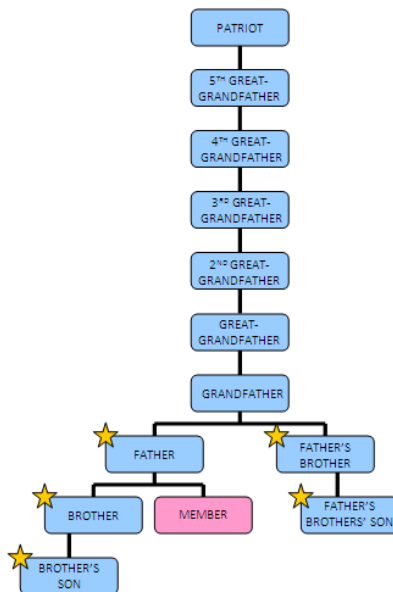 PATRIOT
5TH GREAT-
GRANDFATHER
4TH GREAT-
GRANDFATHER
3RD GREAT-
GRANDFATHER
2ND GREAT-
GRANDFATHER
GREAT-
GRANDFATHER
GRANDFATHER
FATHER
FATHER'S
BROTHER
BROTHER
MEMBER
FATHER'S
BROTHERS' SON
BROTHER'S
SON